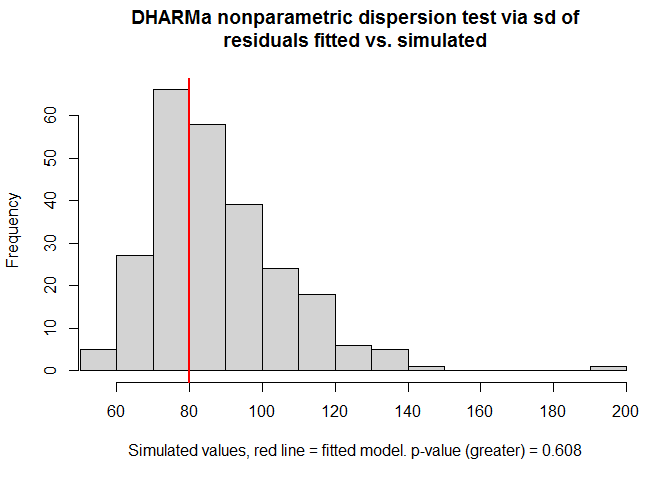 DHARMa nonparametric dispersion test via sd of
residuals fitted vs. simulated
Frequency
60
50
40
30
20
10
0
60 80 100 120 140 160 180 200
Simulated values, red line = fitted model. p-value (greater) = 0.608